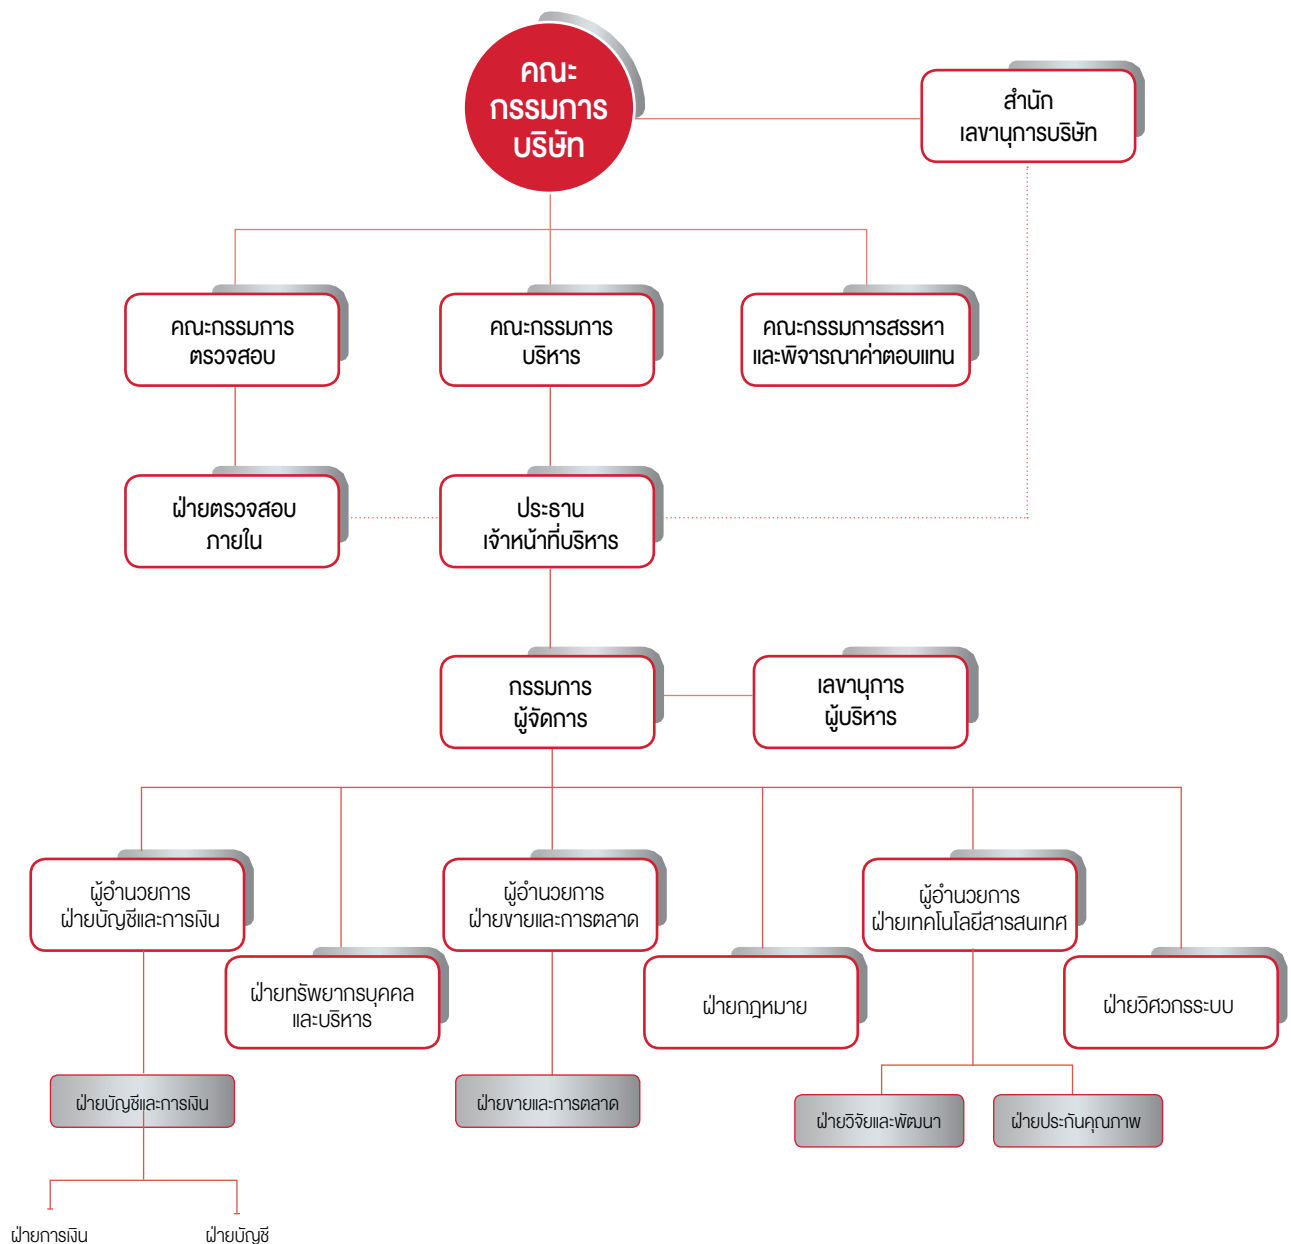 คณะ
กรรมการ
บริษัท
สำนัก
เลขานุการบริษัท
คณะกรรมการ
ตรวจสอบ
คณะกรรมการ
บริหาร
คณะกรรมการสรรหา
และพิจารณาค่าตอบแทน
ฝ่ายตรวจสอบ
ภายใน
ประธาน
เจ้าหน้าที่บริหาร
กรรมการ
ผู้จัดการ
เลขานุการ
ผู้บริหาร
ผู้อำนวยการ
ฝ่ายบัญชีและการเงิน
ผู้อำนวยการ
ฝ่ายขายและการตลาด
ผู้อำนวยการ
ฝ่ายเทคโนโลยีสารสนเทศ
ฝ่ายทรัพยากรบุคคล
และบริหาร
ฝ่ายกฎหมาย
ฝ่ายวิศวกรระบบ
ฝ่ายบัญชีและการเงิน
ฝ่ายขายและการตลาด
ฝ่ายวิจัยและพัฒนา
ฝ่ายประกันคุณภาพ
ฝ่ายการเงิน
ฝ่ายบัญชี